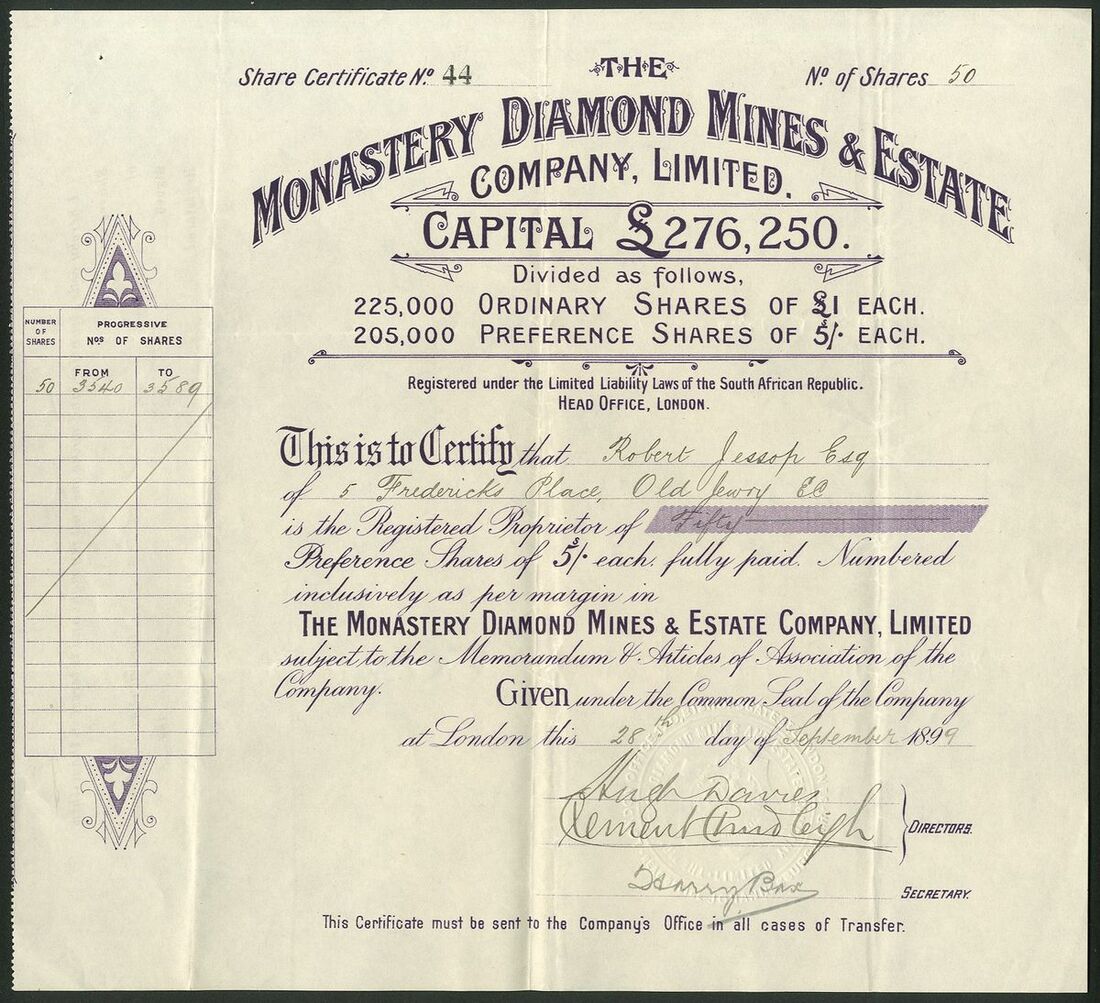 Share Certificate No. 44
THE
No. of Shares 50
MONASTERY DIAMOND MINES & ESTATE
COMPANY, LIMITED.
CAPITAL £276,250.
Divided as follows,
225,000 ORDINARY SHARES OF £1 EACH.
205,000 PREFERENCE SHARES OF 5s/- EACH.
Registered under the Limited Liability Laws of the South African Republic.
HEAD OFFICE, LONDON.
NUMBER OF SHARES
PROGRESSIVE
Nos. OF SHARES
FROM TO
50 3540 3589
This is to Certify that Robert Jessop Esq
of 5 Fredericks Place, Old Jewry EC
is the Registered Proprietor of Fifty
Preference Shares of 5s/- each. fully paid. Numbered
inclusively as per margin in
THE MONASTERY DIAMOND MINES & ESTATE COMPANY, LIMITED
subject to the Memorandum & Articles of Association of the
Company. Given under the Common Seal of the Company
at London this 28th day of September 1899
Hugh Davies
Clement Chudleigh
DIRECTORS.
Harry Box
SECRETARY.
This Certificate must be sent to the Company's Office in all cases of Transfer.